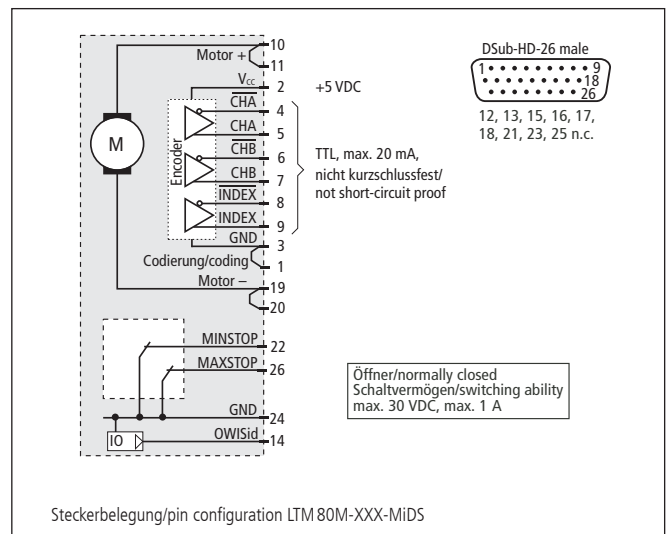 10
Motor +
11
Vcc
2
+5 VDC
CHA
4
CHA
5
CHB
6
CHB
7
INDEX
8
INDEX
9
GND
3
Codierung/coding
1
Motor –
19
20
M
Encoder
TTL, max. 20 mA,
nicht kurzschlussfest/
not short-circuit proof
DSub-HD-26 male
1 9
18
26
12, 13, 15, 16, 17,
18, 21, 23, 25 n.c.
MINSTOP
22
MAXSTOP
26
GND
24
OWISid
14
IO
Öffner/normally closed
Schaltvermögen/switching ability
max. 30 VDC, max. 1 A
Steckerbelegung/pin configuration LTM 80M-XXX-MiDS